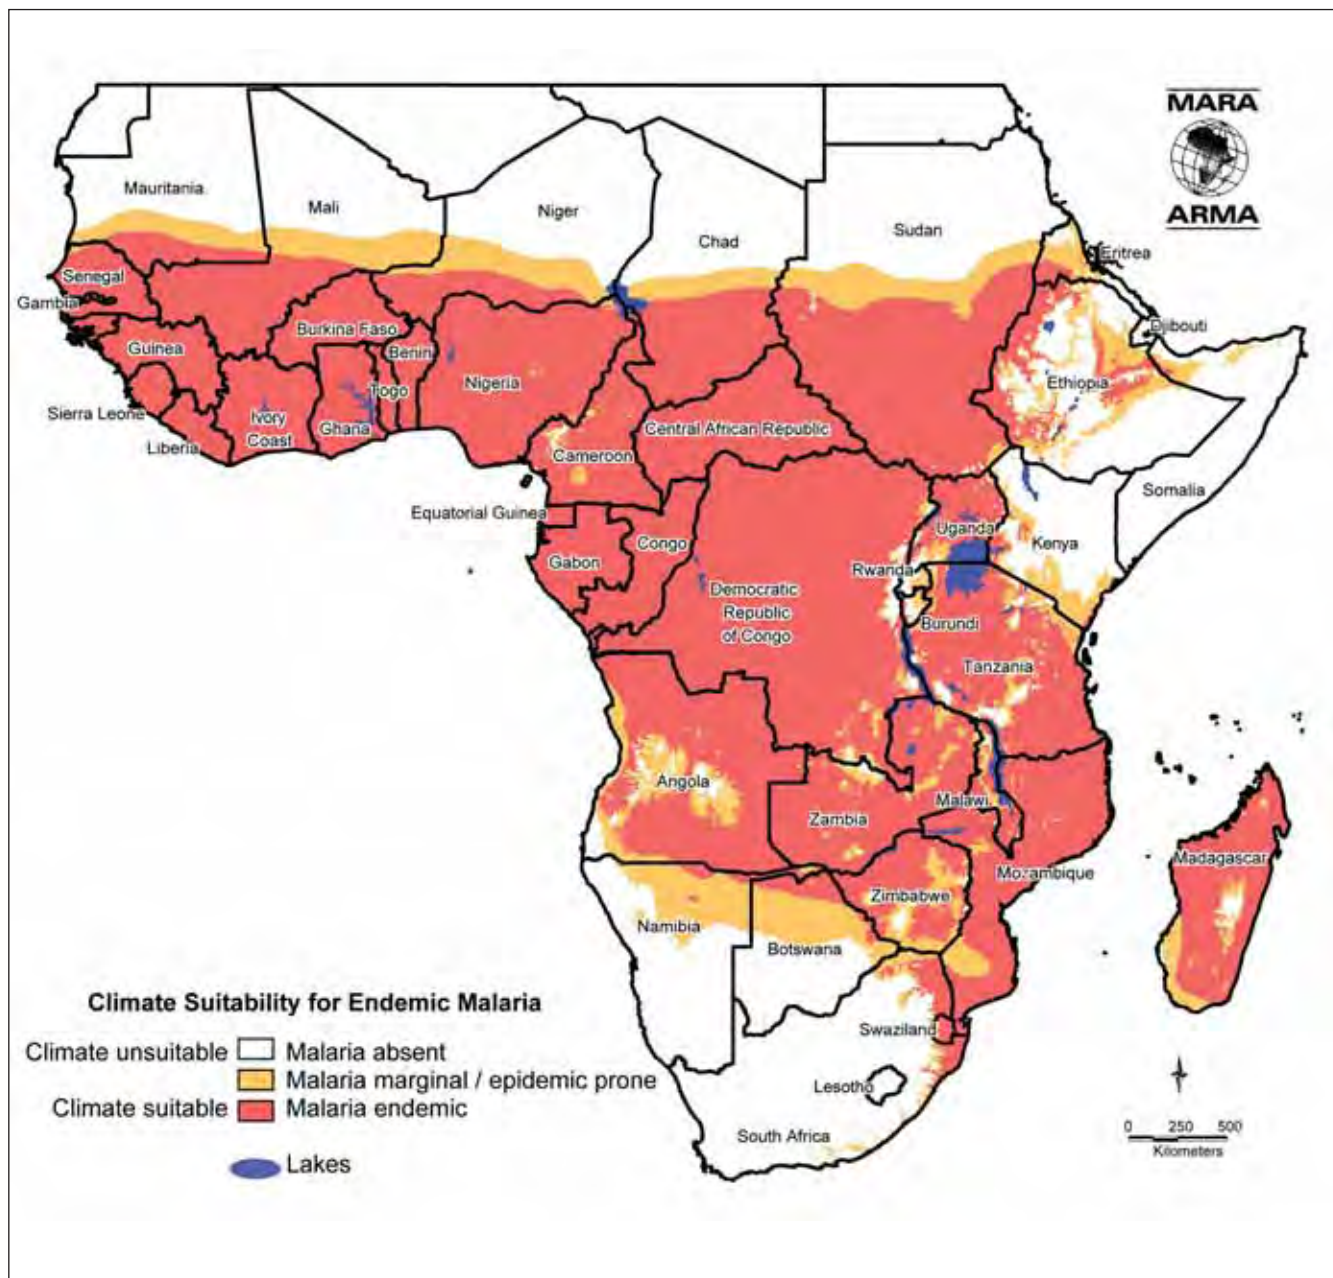 MARA
ARMA
Mauritania
Mali
Niger
Chad
Sudan
Eritrea
Senegal
Gambia
Burkina Faso
Djibouti
Guinea
Benin
Nigeria
Ethiopia
Togo
Sierra Leone
Ivory
Coast
Ghana
Central African Republic
Liberia
Cameroon
Somalia
Equatorial Guinea
Uganda
Congo
Kenya
Gabon
Rwanda
Democratic
Republic
of Congo
Burundi
Tanzania
Angola
Malawi
Zambia
Madagascar
Mozambique
Zimbabwe
Namibia
Botswana
Climate Suitability for Endemic Malaria
Swaziland
Climate unsuitable Malaria absent
Malaria marginal / epidemic prone
Lesotho
Climate suitable Malaria endemic
South Africa
0 250 500
Kilometers
Lakes